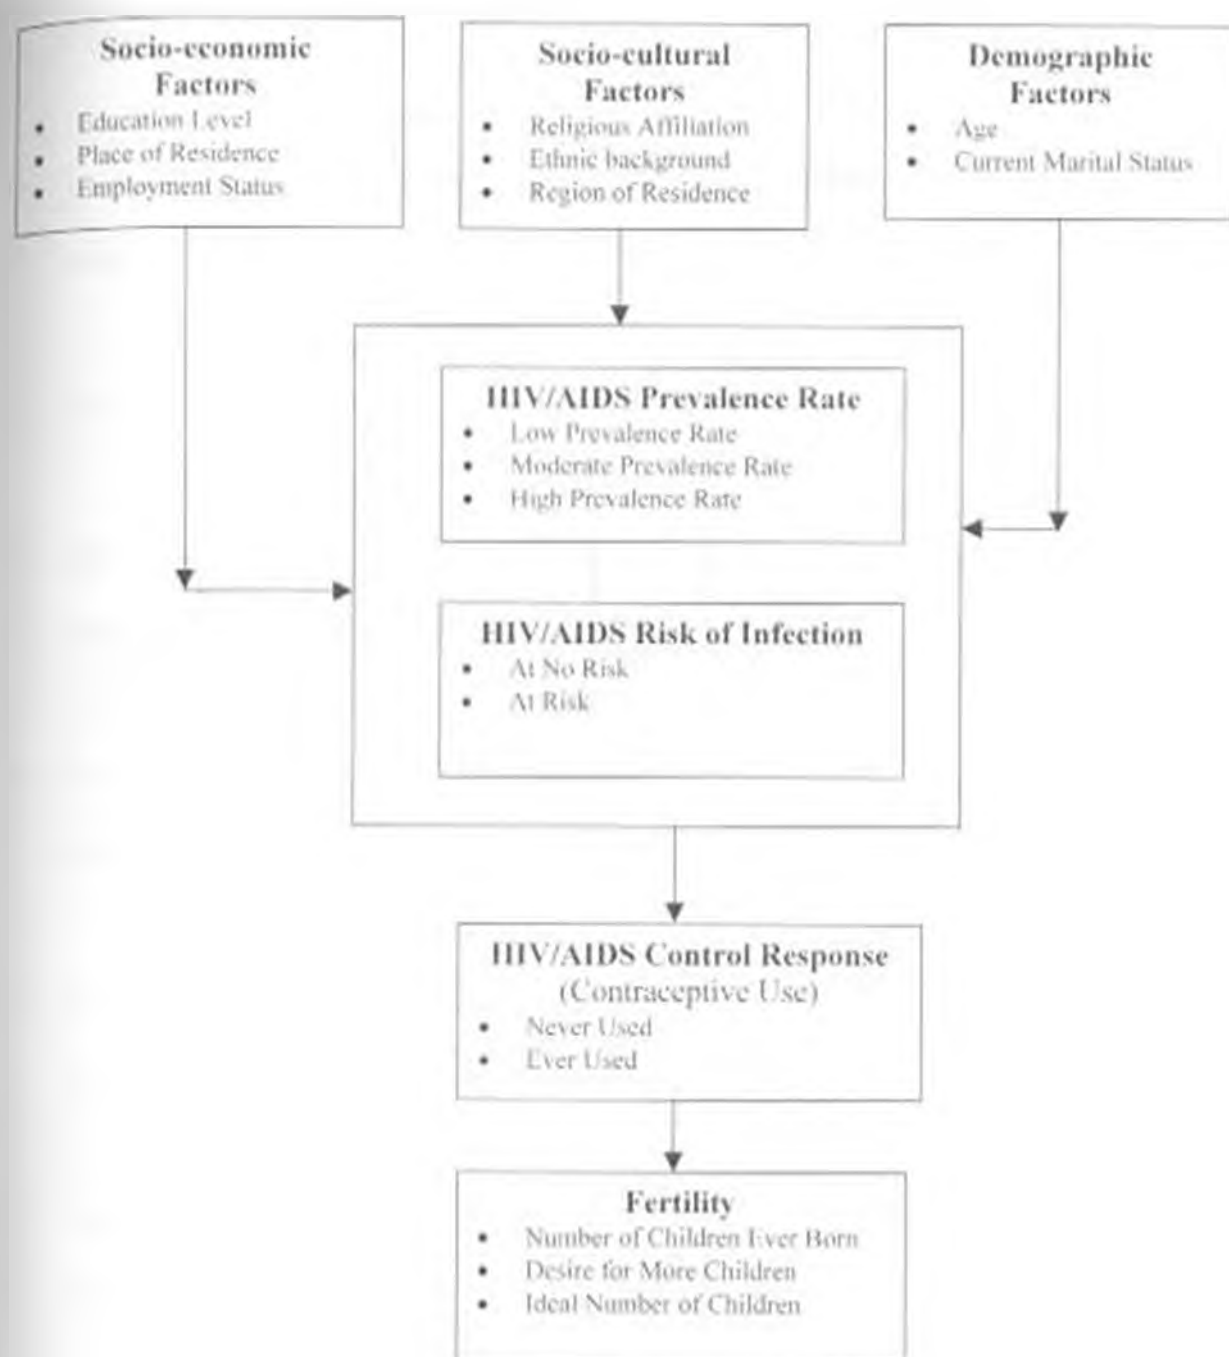 Socio-economic
Factors
• Education Level
• Place of Residence
• Employment Status
Socio-cultural
Factors
• Religious Affiliation
• Ethnic background
• Region of Residence
Demographic
Factors
• Age
• Current Marital Status
HIV/AIDS Prevalence Rate
• Low Prevalence Rate
• Moderate Prevalence Rate
• High Prevalence Rate
HIV/AIDS Risk of Infection
• At No Risk
• At Risk
HIV/AIDS Control Response
(Contraceptive Use)
• Never Used
• Ever Used
Fertility
• Number of Children Ever Born
• Desire for More Children
• Ideal Number of Children